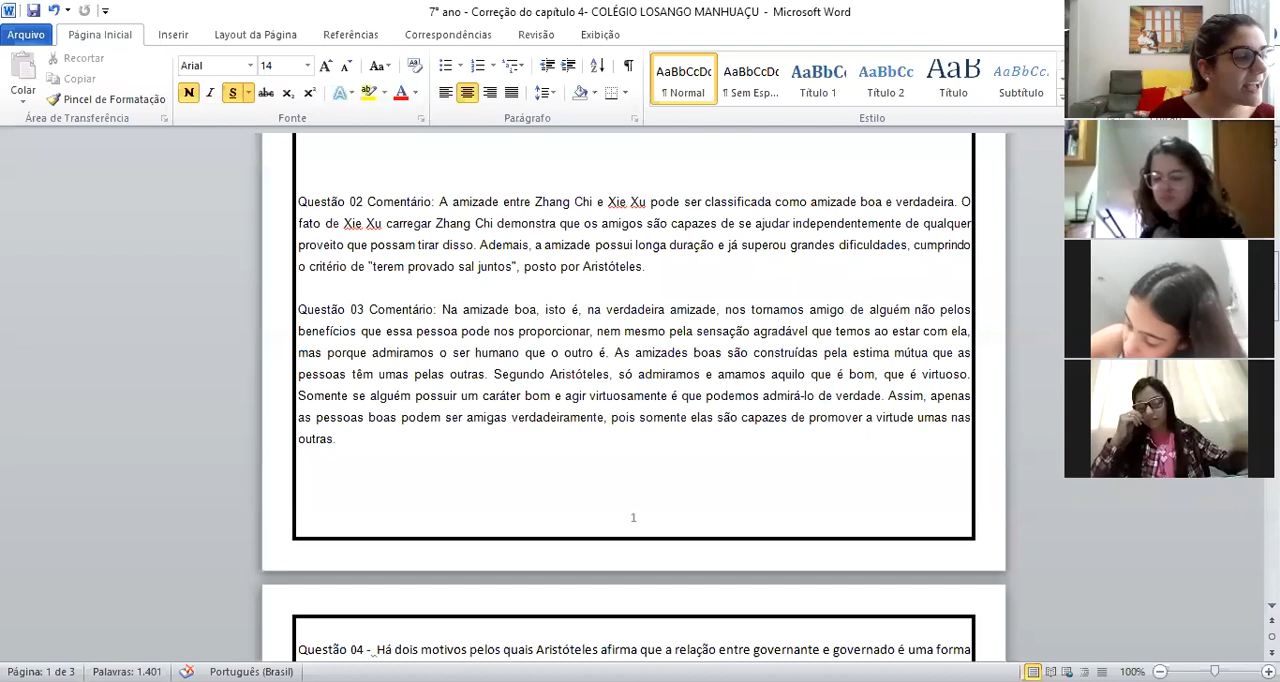 7º ano - Correção do capítulo 4- COLÉGIO LOSANGO MANHUAÇU - Microsoft Word
Arquivo Página Inicial Inserir Layout da Página Referências Correspondências Revisão Exibição
Recortar
Copiar
Pincel de Formatação
Colar
Arial 14
N I S abc x₂ x² A ab A
AaBbCcDc AaBbCcDc AaBbC AaBbCc AaB AaBbCc.
¶ Normal ¶ Sem Esp... Título 1 Título 2 Título Subtítulo
Área de Transferência Fonte Parágrafo Estilo
Questão 02 Comentário: A amizade entre Zhang Chi e Xie Xu pode ser classificada como amizade boa e verdadeira. O
fato de Xie Xu carregar Zhang Chi demonstra que os amigos são capazes de se ajudar independentemente de qualquer
proveito que possam tirar disso. Ademais, a amizade possui longa duração e já superou grandes dificuldades, cumprindo
o critério de "terem provado sal juntos", posto por Aristóteles.
Questão 03 Comentário: Na amizade boa, isto é, na verdadeira amizade, nos tornamos amigo de alguém não pelos
benefícios que essa pessoa pode nos proporcionar, nem mesmo pela sensação agradável que temos ao estar com ela,
mas porque admiramos o ser humano que o outro é. As amizades boas são construídas pela estima mútua que as
pessoas têm umas pelas outras. Segundo Aristóteles, só admiramos e amamos aquilo que é bom, que é virtuoso.
Somente se alguém possuir um caráter bom e agir virtuosamente é que podemos admirá-lo de verdade. Assim, apenas
as pessoas boas podem ser amigas verdadeiramente, pois somente elas são capazes de promover a virtude umas nas
outras.
1
Questão 04 - Há dois motivos pelos quais Aristóteles afirma que a relação entre governante e governado é uma forma
Página: 1 de 3 Palavras: 1.401 Português (Brasil) 100%